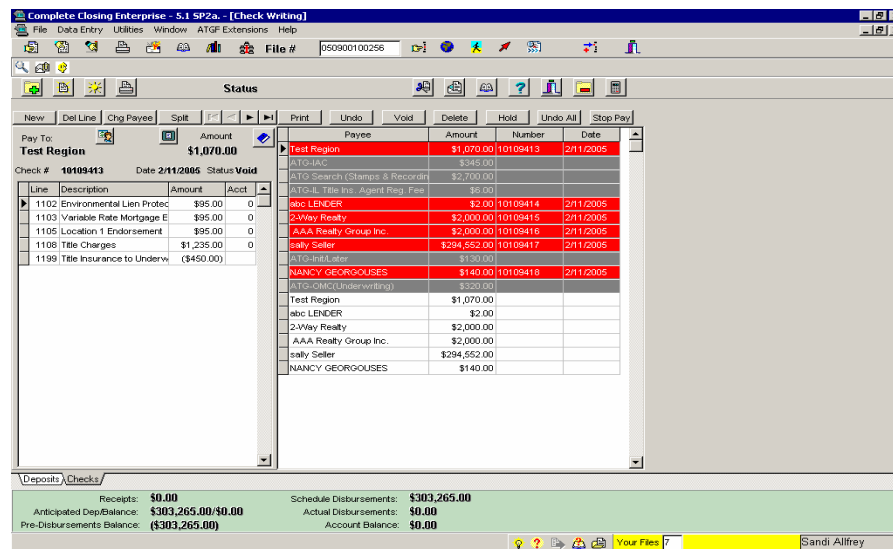 Complete Closing Enterprise - 5.1 SP2a. - [Check Writing]
File Data Entry Utilities Window ATGF Extensions Help
File # 050900100256
Status
New Del Line Chg Payee Split Print Undo Void Delete Hold Undo All Stop Pay
Pay To: Amount
Test Region $1,070.00
Check # 10109413 Date 2/11/2005 Status Void
Line Description Amount Acct
1102 Environmental Lien Protec $95.00 0
1103 Variable Rate Mortgage E $95.00 0
1105 Location 1 Endorsement $95.00 0
1108 Title Charges $1,235.00 0
1199 Title Insurance to Underw ($450.00)
Payee Amount Number Date
Test Region $1,070.00 10109413 2/11/2005
ATG-IAC $345.00
ATG Search (Stamps & Recordin $2,700.00
ATG-IL Title Ins. Agent Reg. Fee $6.00
abc LENDER $2.00 10109414 2/11/2005
2-Way Realty $2,000.00 10109415 2/11/2005
AAA Realty Group Inc. $2,000.00 10109416 2/11/2005
sally Seller $294,552.00 10109417 2/11/2005
ATG-Init/Later $130.00
NANCY GEORGOUSES $140.00 10109418 2/11/2005
ATG-OMC(Underwriting) $320.00
Test Region $1,070.00
abc LENDER $2.00
2-Way Realty $2,000.00
AAA Realty Group Inc. $2,000.00
sally Seller $294,552.00
NANCY GEORGOUSES $140.00
Deposits Checks
Receipts: $0.00 Schedule Disbursements: $303,265.00
Anticipated Dep/Balance: $303,265.00/$0.00 Actual Disbursements: $0.00
Pre-Disbursements Balance: ($303,265.00) Account Balance: $0.00
Your Files 7 Sandi Allfrey